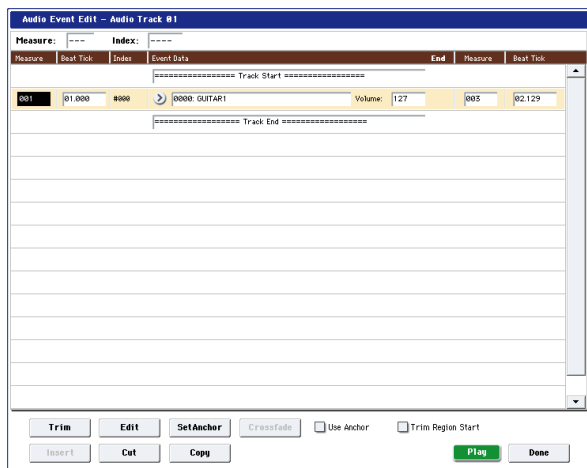 Audio Event Edit - Audio Track 01
Measure: --- Index: ----
Measure Beat Tick Index Event Data End Measure Beat Tick
================= Track Start =================
001 01.000 #000 0000: GUITAR1 Volume: 127 003 02.129
================== Track End ==================
Trim Edit SetAnchor Crossfade Use Anchor Trim Region Start
Insert Cut Copy Play Done